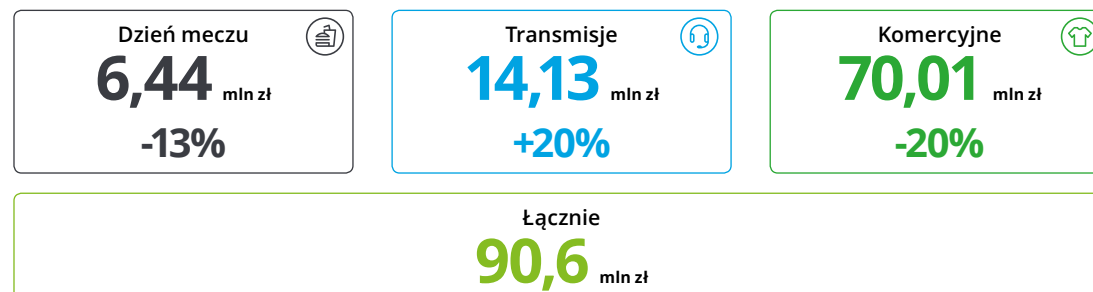 Dzień meczu
6,44 mln zł
-13%
Transmisje
14,13 mln zł
+20%
Komercyjne
70,01 mln zł
-20%
Łącznie
90,6 mln zł